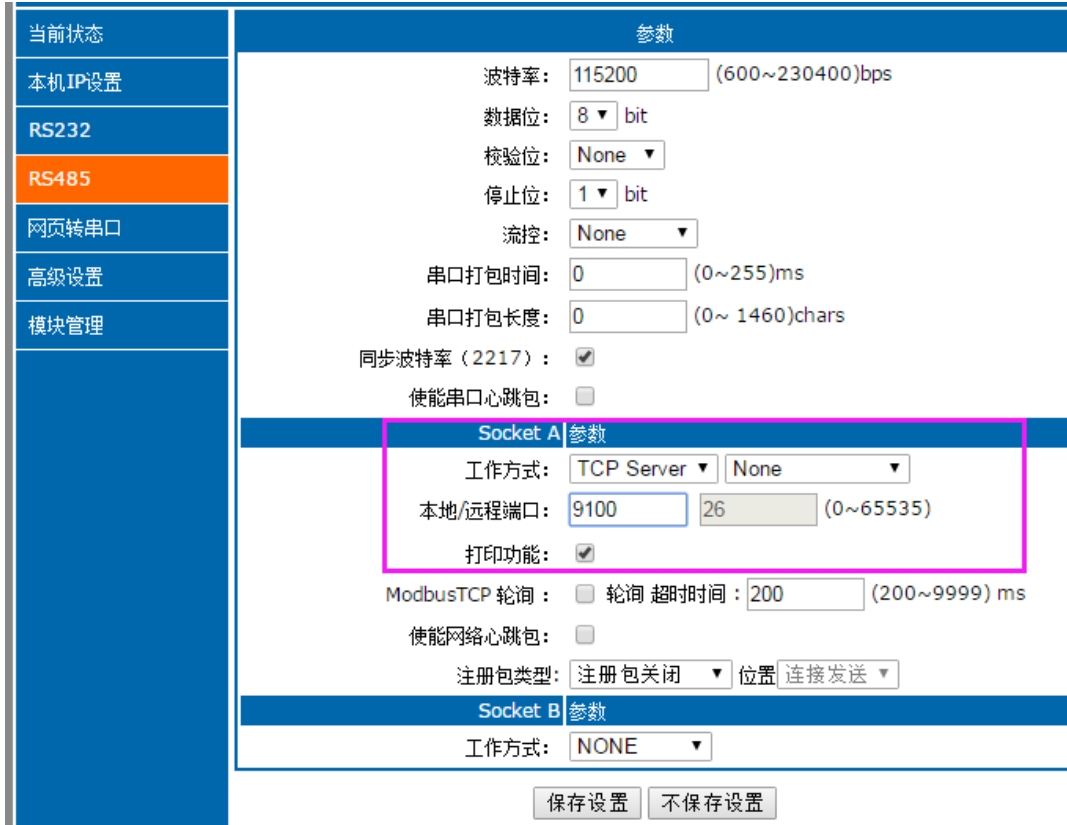 当前状态
本机IP设置
RS232
RS485
网页转串口
高级设置
模块管理
参数
波特率： 115200 (600~230400)bps
数据位： 8 bit
校验位： None
停止位： 1 bit
流控： None
串口打包时间： 0 (0~255)ms
串口打包长度： 0 (0~ 1460)chars
同步波特率（2217）：
使能串口心跳包：
Socket A 参数
工作方式： TCP Server None
本地/远程端口： 9100 26 (0~65535)
打印功能：
ModbusTCP 轮询： 轮询 超时时间：200 (200~9999) ms
使能网络心跳包：
注册包类型: 注册包关闭 位置 连接发送
Socket B 参数
工作方式： NONE
保存设置 不保存设置